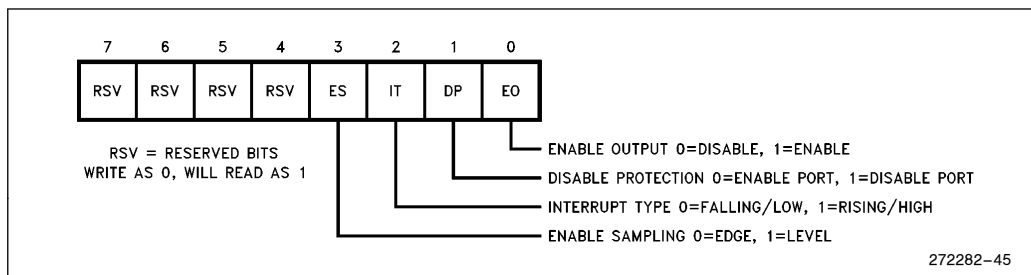 7 6 5 4 3 2 1 0
RSV RSV RSV RSV ES IT DP EO
RSV = RESERVED BITS
WRITE AS 0, WILL READ AS 1
ENABLE OUTPUT 0=DISABLE, 1=ENABLE
DISABLE PROTECTION 0=ENABLE PORT, 1=DISABLE PORT
INTERRUPT TYPE 0=FALLING/LOW, 1=RISING/HIGH
ENABLE SAMPLING 0=EDGE, 1=LEVEL
272282-45